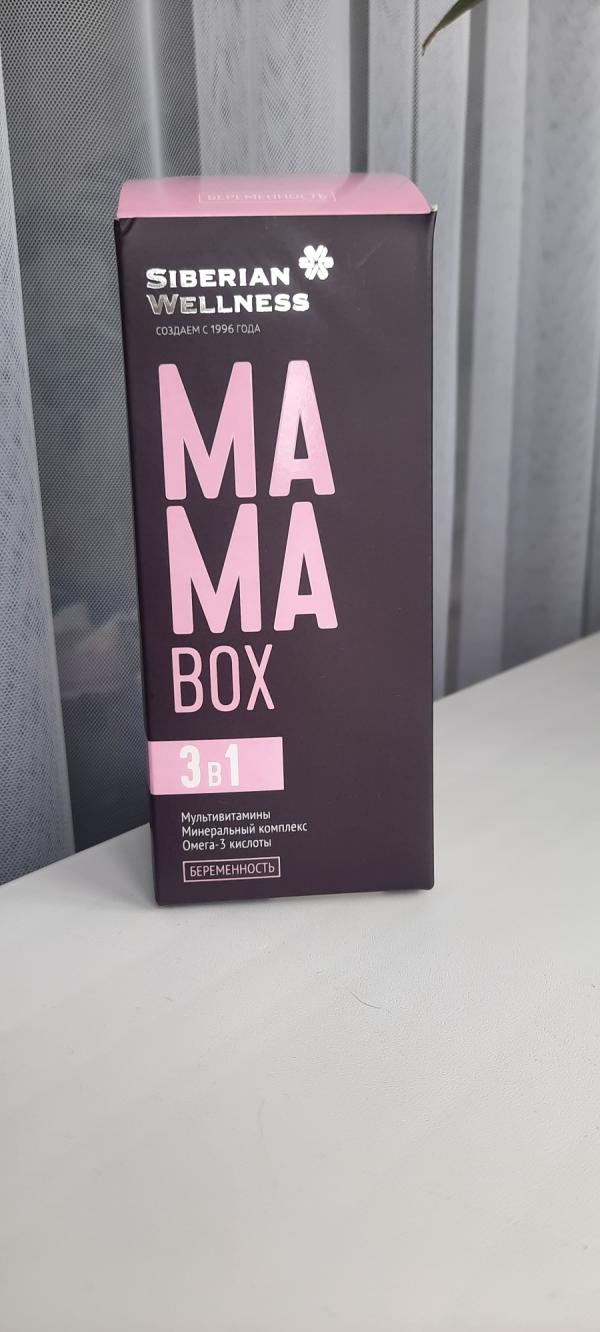 БЕРЕМЕННОСТЬ
SIBERIAN
WELLNESS
СОЗДАЕМ С 1996 ГОДА
MA
MA
BOX
3 в 1
Мультивитамины
Минеральный комплекс
Омега-3 кислоты
БЕРЕМЕННОСТЬ